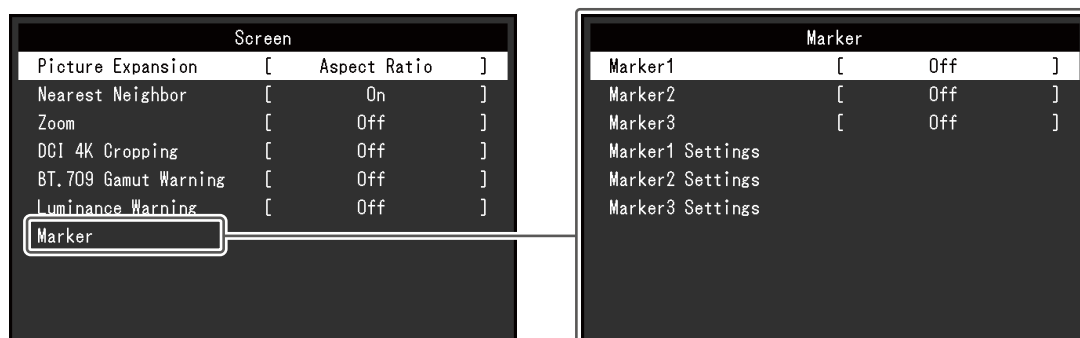 Screen
Picture Expansion [ Aspect Ratio ]
Nearest Neighbor [ On ]
Zoom [ Off ]
DCI 4K Cropping [ Off ]
BT.709 Gamut Warning [ Off ]
Luminance Warning [ Off ]
Marker
Marker
Marker1 [ Off ]
Marker2 [ Off ]
Marker3 [ Off ]
Marker1 Settings
Marker2 Settings
Marker3 Settings